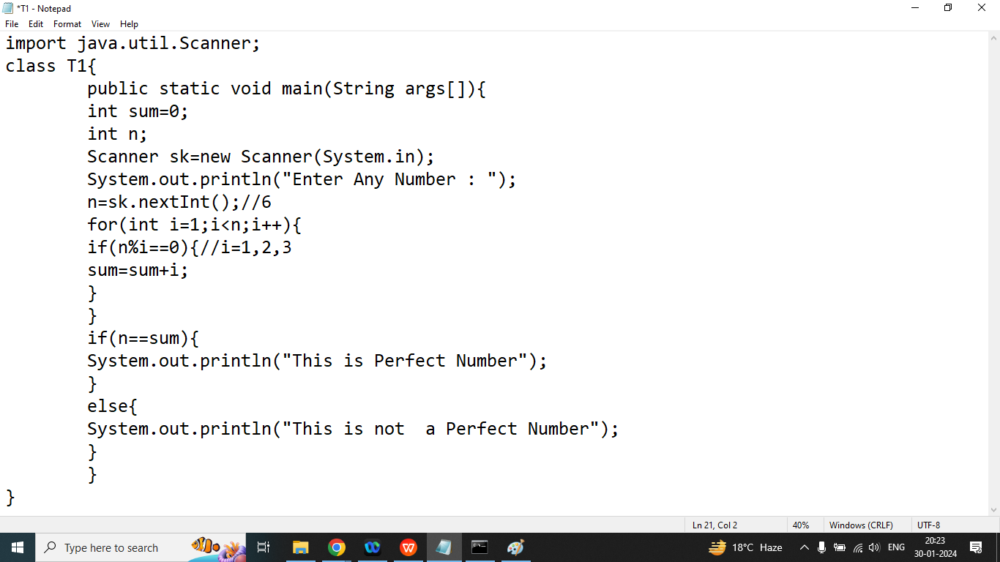 *T1 - Notepad
File Edit Format View Help
import java.util.Scanner;
class T1{
public static void main(String args[]){
int sum=0;
int n;
Scanner sk=new Scanner(System.in);
System.out.println("Enter Any Number : ");
n=sk.nextInt();//6
for(int i=1;i<n;i++){
if(n%i==0){//i=1,2,3
sum=sum+i;
}
}
if(n==sum){
System.out.println("This is Perfect Number");
}
else{
System.out.println("This is not  a Perfect Number");
}
}
}
Ln 21, Col 2 40% Windows (CRLF) UTF-8
Type here to search 18°C Haze ENG 20:23
30-01-2024